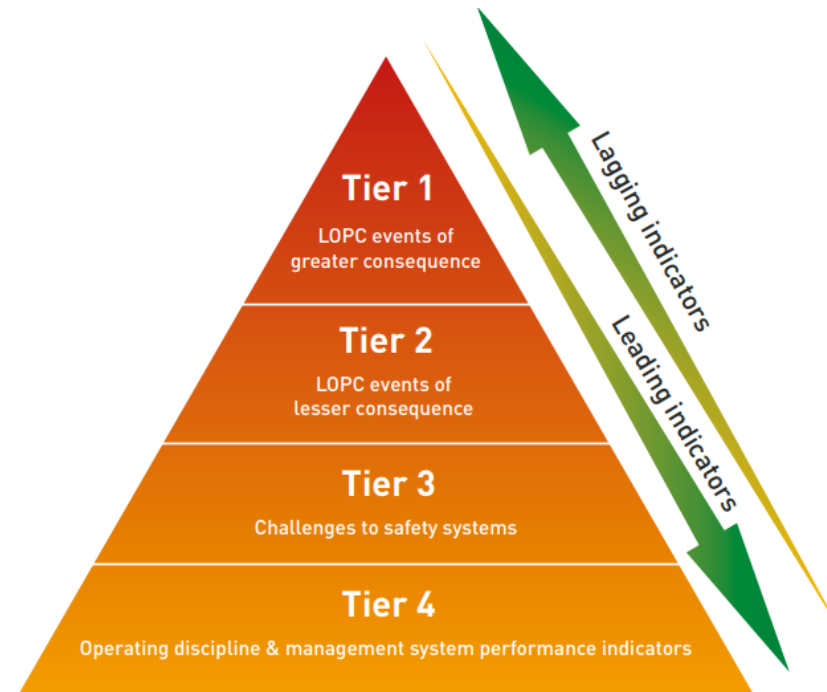 Tier 1
LOPC events of
greater consequence
Tier 2
LOPC events of
lesser consequence
Tier 3
Challenges to safety systems
Tier 4
Operating discipline & management system performance indicators
Lagging indicators
Leading indicators